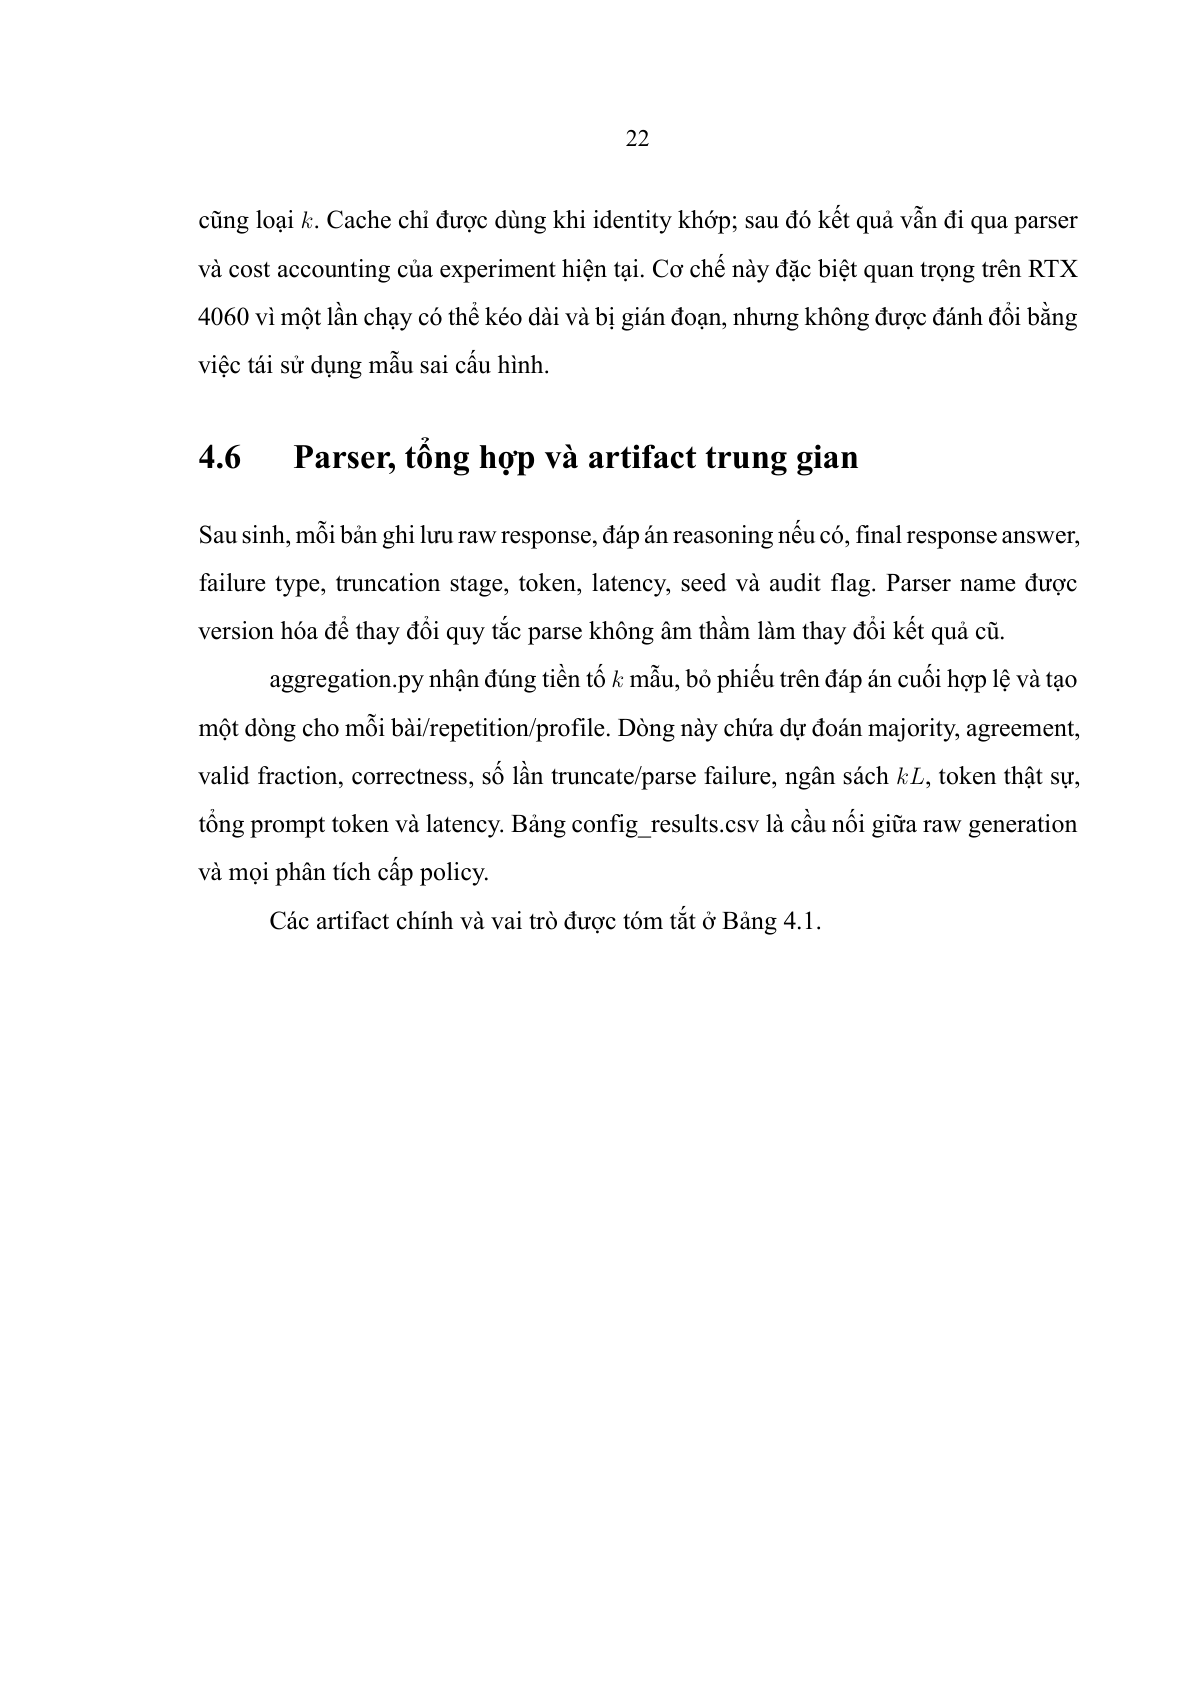 22
cũng loại k. Cache chỉ được dùng khi identity khớp; sau đó kết quả vẫn đi qua parser
và cost accounting của experiment hiện tại. Cơ chế này đặc biệt quan trọng trên RTX
4060 vì một lần chạy có thể kéo dài và bị gián đoạn, nhưng không được đánh đổi bằng
việc tái sử dụng mẫu sai cấu hình.
4.6 Parser, tổng hợp và artifact trung gian
Sau sinh, mỗi bản ghi lưu raw response, đáp án reasoning nếu có, final response answer,
failure type, truncation stage, token, latency, seed và audit flag. Parser name được
version hóa để thay đổi quy tắc parse không âm thầm làm thay đổi kết quả cũ.
aggregation.py nhận đúng tiền tố k mẫu, bỏ phiếu trên đáp án cuối hợp lệ và tạo
một dòng cho mỗi bài/repetition/profile. Dòng này chứa dự đoán majority, agreement,
valid fraction, correctness, số lần truncate/parse failure, ngân sách kL, token thật sự,
tổng prompt token và latency. Bảng config_results.csv là cầu nối giữa raw generation
và mọi phân tích cấp policy.
Các artifact chính và vai trò được tóm tắt ở Bảng 4.1.